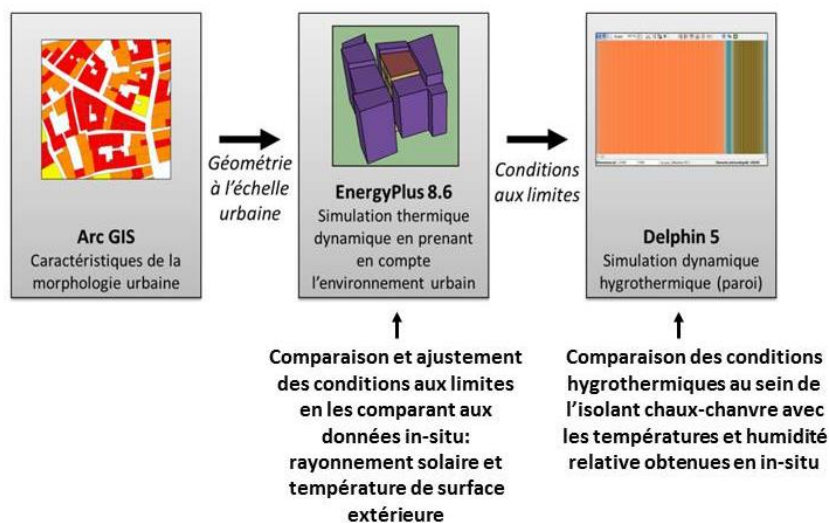 Arc GIS
Caractéristiques de la
morphologie urbaine
Géométrie
à l’échelle
urbaine
EnergyPlus 8.6
Simulation thermique
dynamique en prenant
en compte
l’environnement urbain
Conditions
aux limites
Delphin 5
Simulation dynamique
hygrothermique (paroi)
Comparaison et ajustement
des conditions aux limites
en les comparant aux
données in-situ:
rayonnement solaire et
température de surface
extérieure
Comparaison des conditions
hygrothermiques au sein de
l’isolant chaux-chanvre avec
les températures et humidité
relative obtenues en in-situ